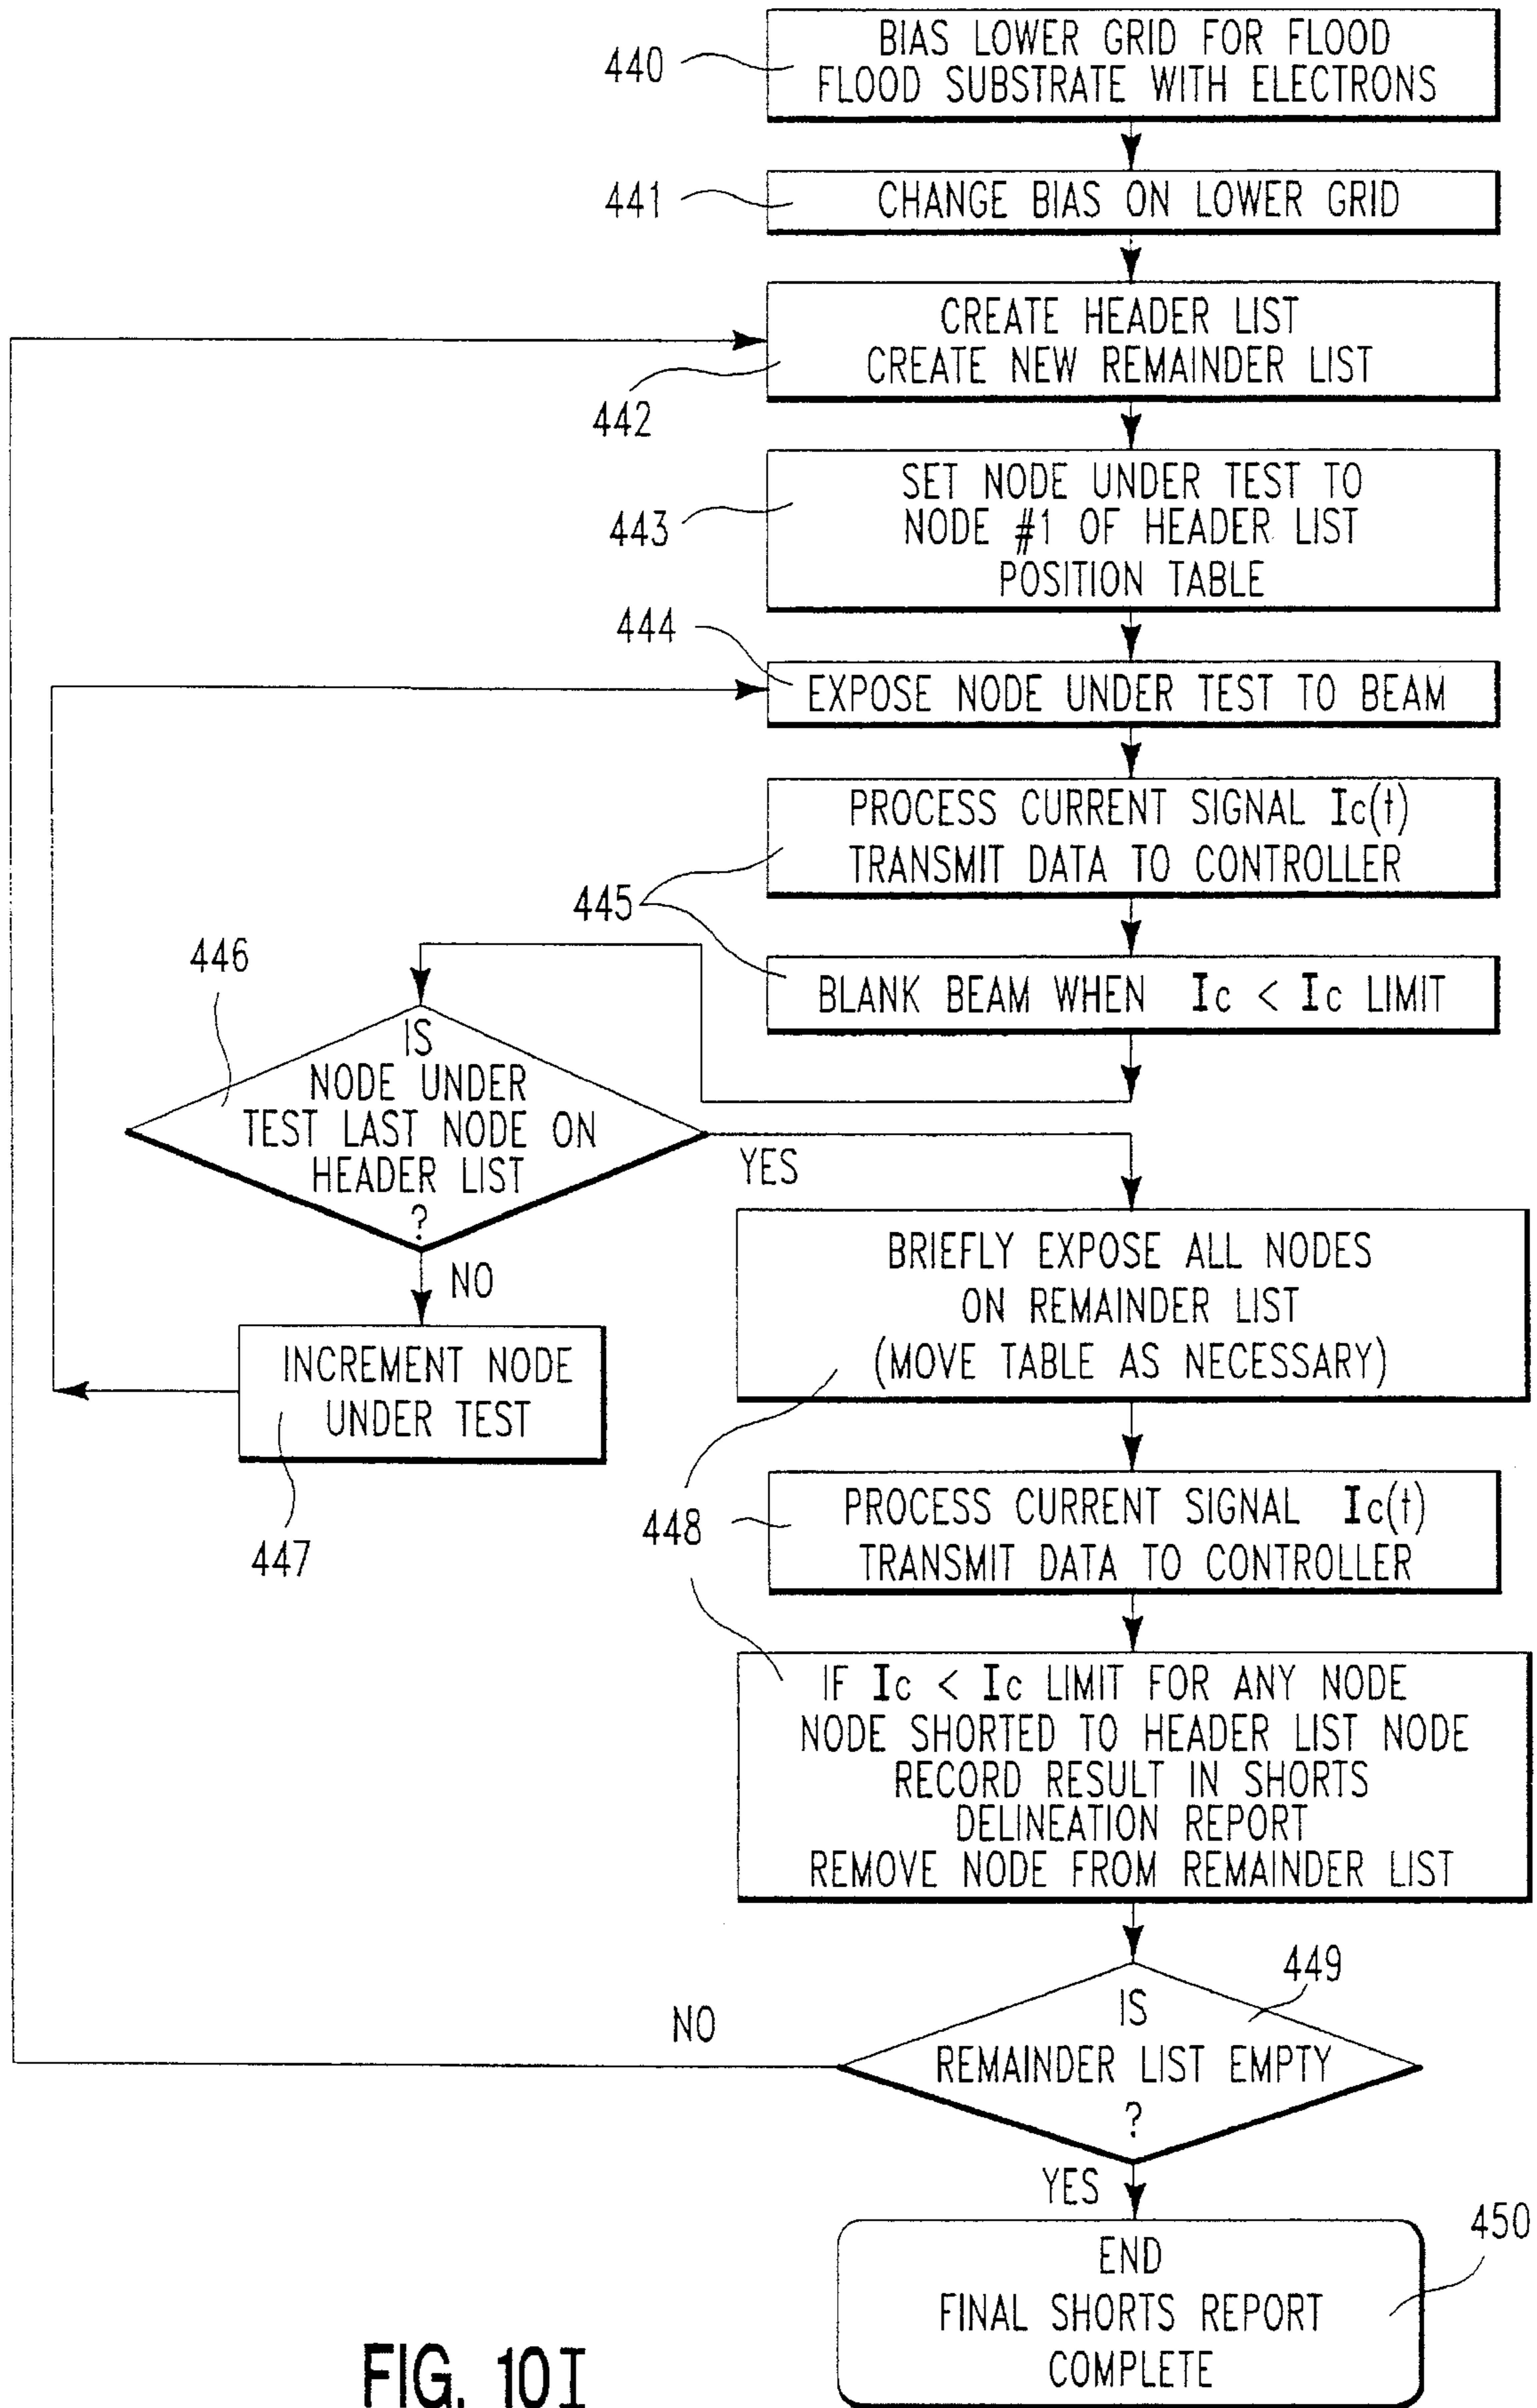 440
BIAS LOWER GRID FOR FLOOD
FLOOD SUBSTRATE WITH ELECTRONS
441
CHANGE BIAS ON LOWER GRID
CREATE HEADER LIST
CREATE NEW REMAINDER LIST
442
SET NODE UNDER TEST TO
NODE #1 OF HEADER LIST
POSITION TABLE
443
444
EXPOSE NODE UNDER TEST TO BEAM
PROCESS CURRENT SIGNAL Ic(t)
TRANSMIT DATA TO CONTROLLER
445
BLANK BEAM WHEN Ic < Ic LIMIT
446
IS
NODE UNDER
TEST LAST NODE ON
HEADER LIST
?
YES
NO
INCREMENT NODE
UNDER TEST
447
BRIEFLY EXPOSE ALL NODES
ON REMAINDER LIST
(MOVE TABLE AS NECESSARY)
448
PROCESS CURRENT SIGNAL Ic(t)
TRANSMIT DATA TO CONTROLLER
IF Ic < Ic LIMIT FOR ANY NODE
NODE SHORTED TO HEADER LIST NODE
RECORD RESULT IN SHORTS
DELINEATION REPORT
REMOVE NODE FROM REMAINDER LIST
449
IS
REMAINDER LIST EMPTY
?
NO
YES
450
END
FINAL SHORTS REPORT
COMPLETE
FIG. 10I